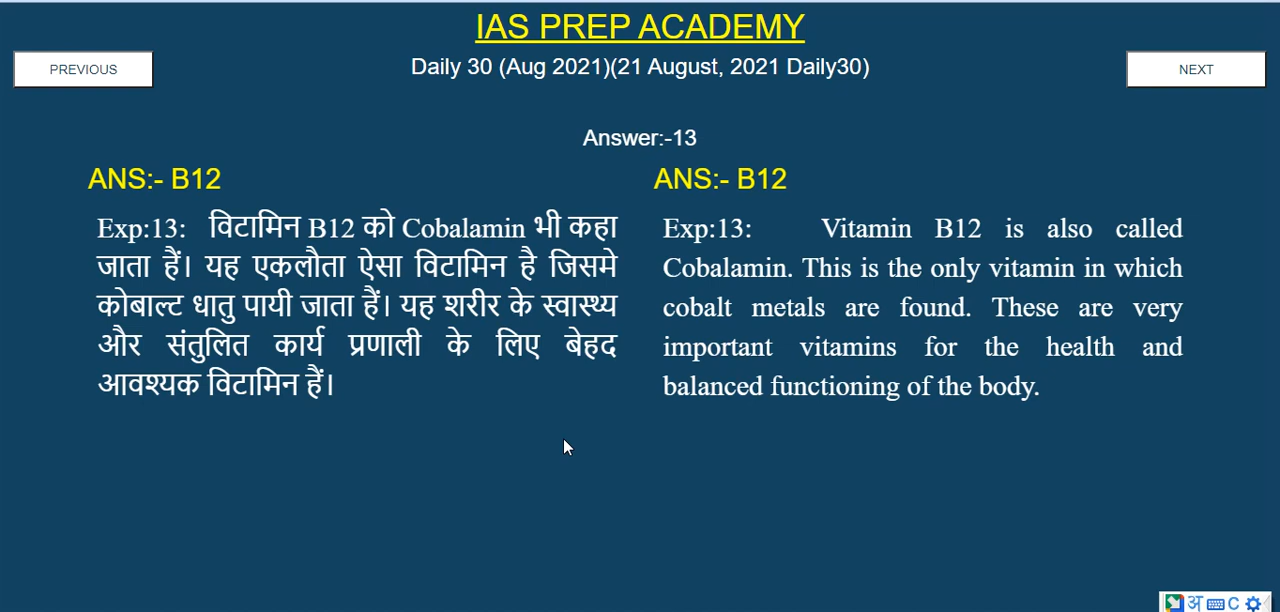 IAS PREP ACADEMY
PREVIOUS
Daily 30 (Aug 2021)(21 August, 2021 Daily30)
NEXT
Answer:-13
ANS:- B12
Exp:13: विटामिन B12 को Cobalamin भी कहा
जाता हैं। यह एकलौता ऐसा विटामिन है जिसमे
कोबाल्ट धातु पायी जाता हैं। यह शरीर के स्वास्थ्य
और संतुलित कार्य प्रणाली के लिए बेहद
आवश्यक विटामिन हैं।
ANS:- B12
Exp:13: Vitamin B12 is also called
Cobalamin. This is the only vitamin in which
cobalt metals are found. These are very
important vitamins for the health and
balanced functioning of the body.
अ C